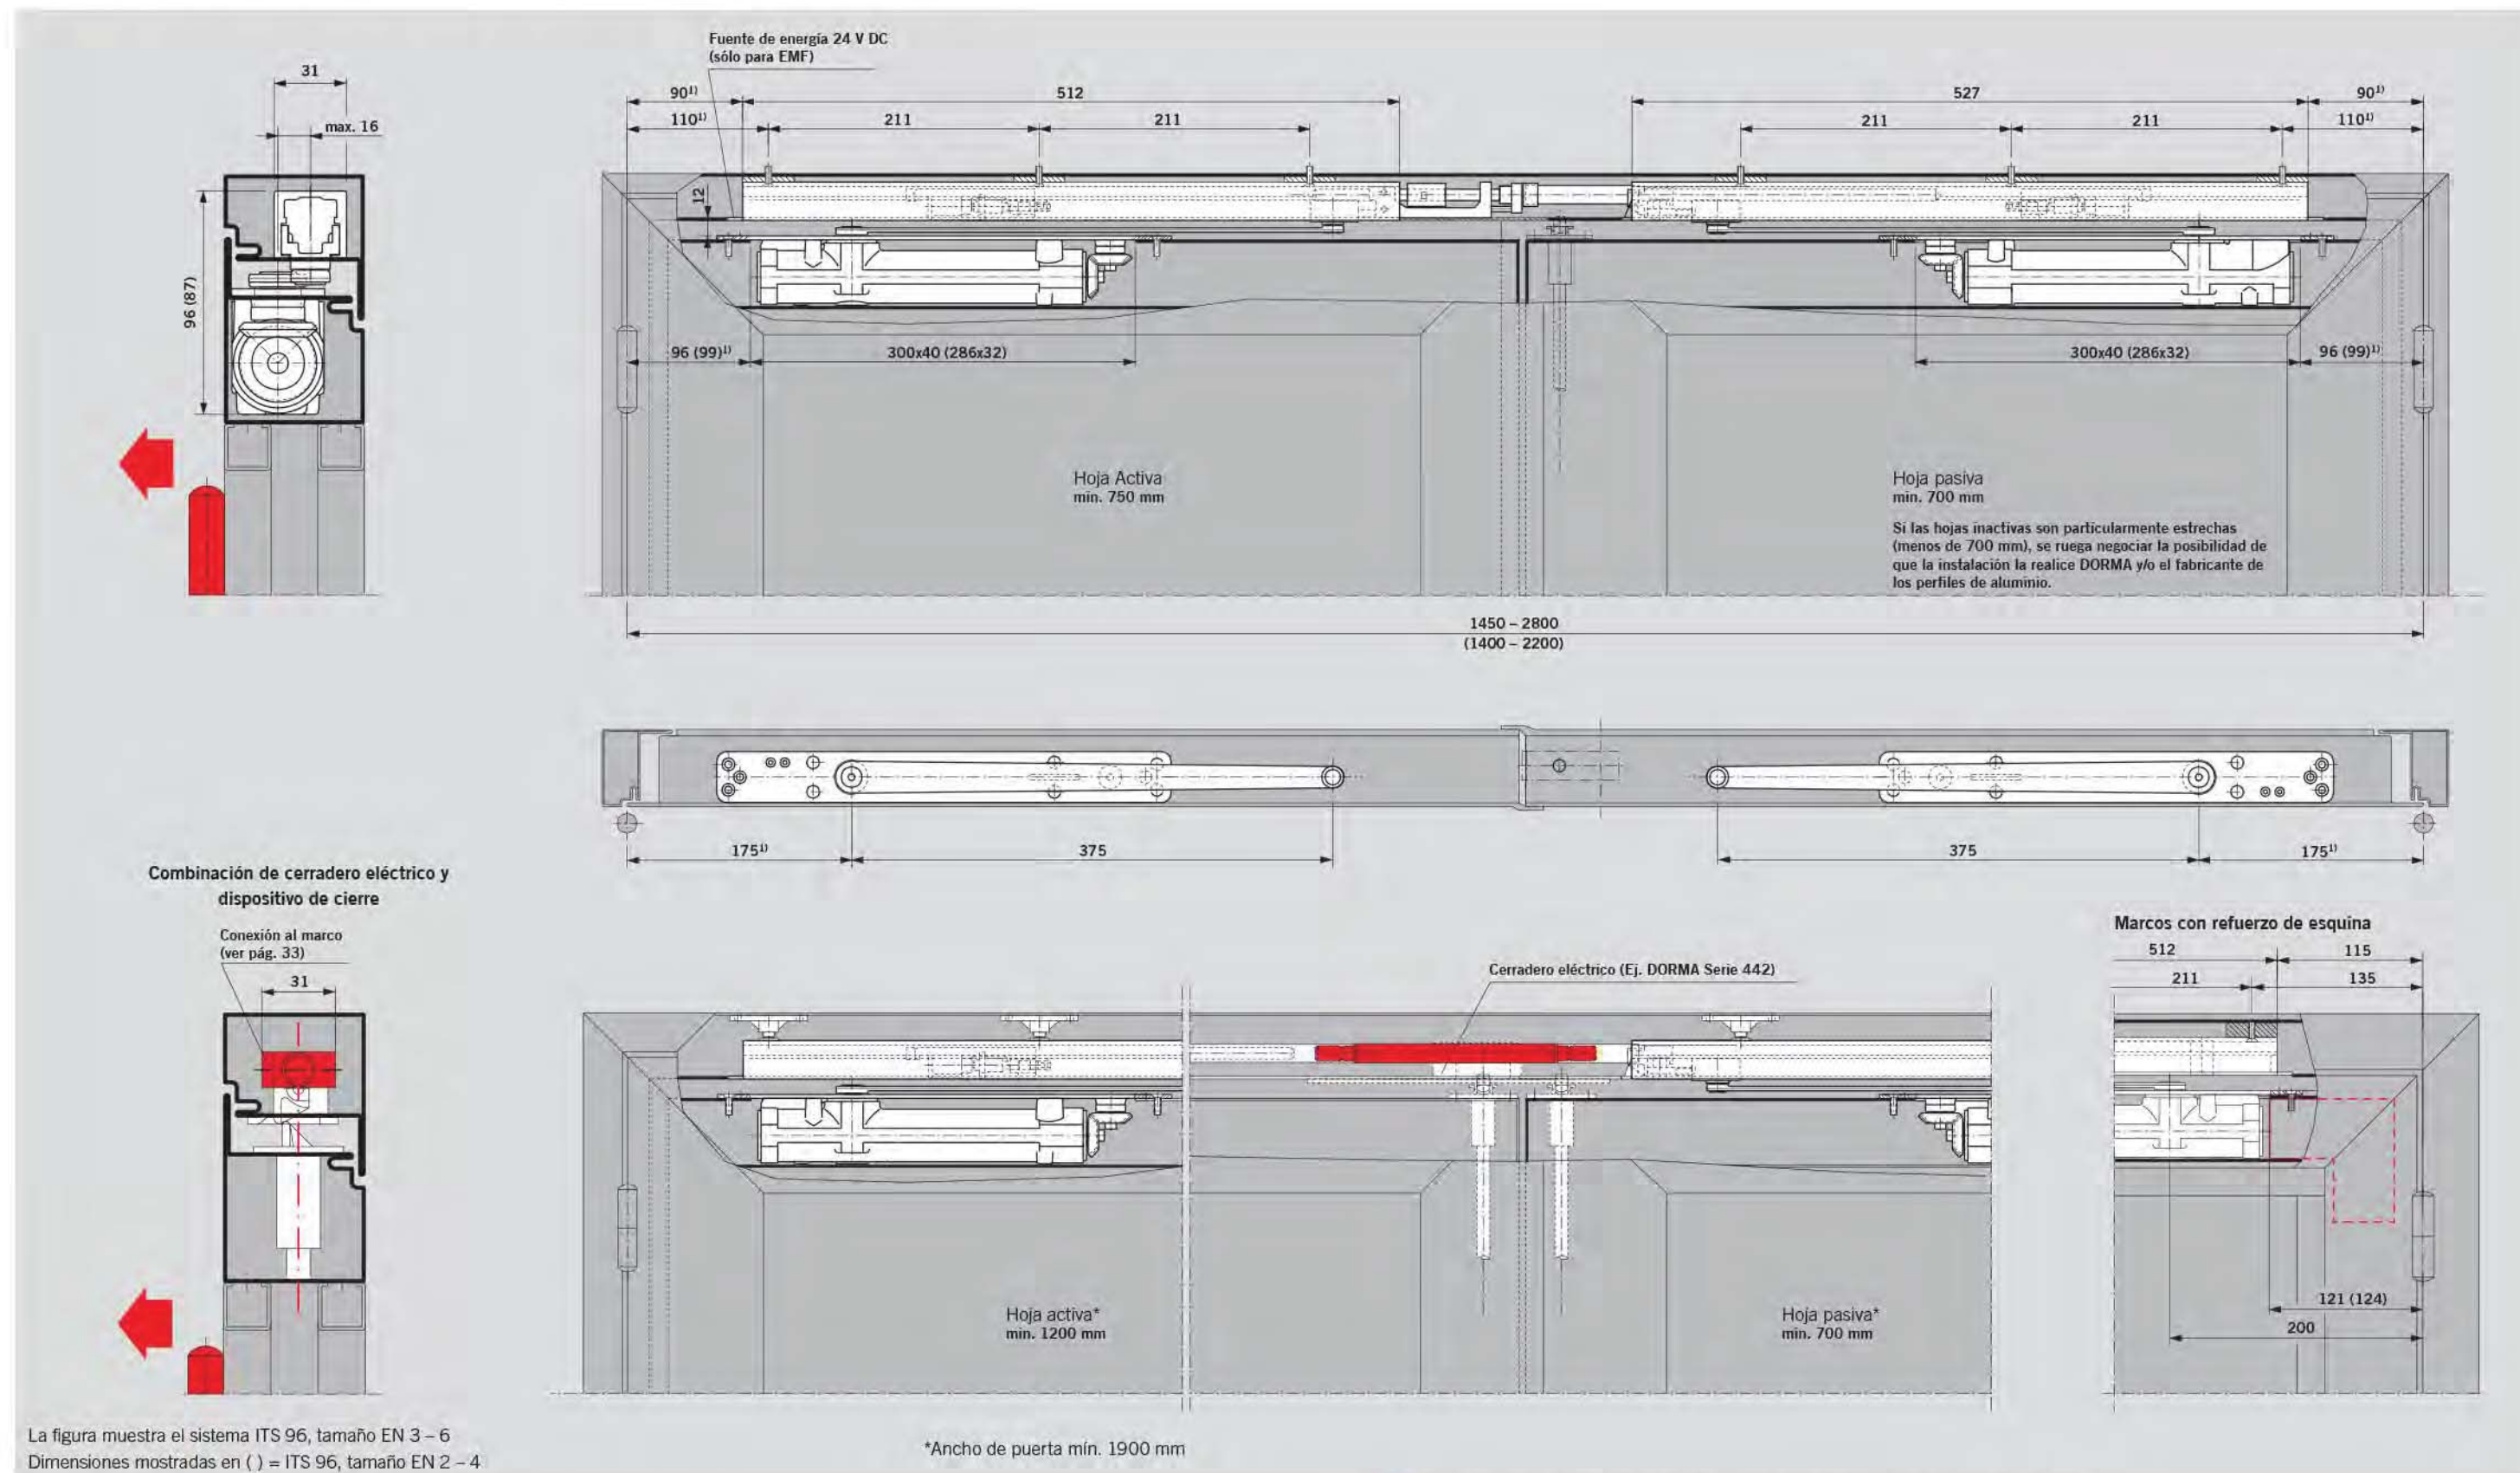 Fuente de energía 24 V DC
(sólo para EMF)
31
max. 16
96 (87)
90¹⁾
512
527
90¹⁾
110¹⁾
211
211
211
211
110¹⁾
12
96 (99)¹⁾
300x40 (286x32)
300x40 (286x32)
96 (99)¹⁾
Hoja Activa
min. 750 mm
Hoja pasiva
min. 700 mm
Si las hojas inactivas son particularmente estrechas
(menos de 700 mm), se ruega negociar la posibilidad de
que la instalación la realice DORMA y/o el fabricante de
los perfiles de aluminio.
1450 – 2800
(1400 – 2200)
175¹⁾
375
375
175¹⁾
Combinación de cerradero eléctrico y
dispositivo de cierre
Conexión al marco
(ver pág. 33)
31
Cerradero eléctrico (Ej. DORMA Serie 442)
Marcos con refuerzo de esquina
512
115
211
135
121 (124)
200
Hoja activa*
min. 1200 mm
Hoja pasiva*
min. 700 mm
La figura muestra el sistema ITS 96, tamaño EN 3 – 6
Dimensiones mostradas en ( ) = ITS 96, tamaño EN 2 – 4
*Ancho de puerta mín. 1900 mm